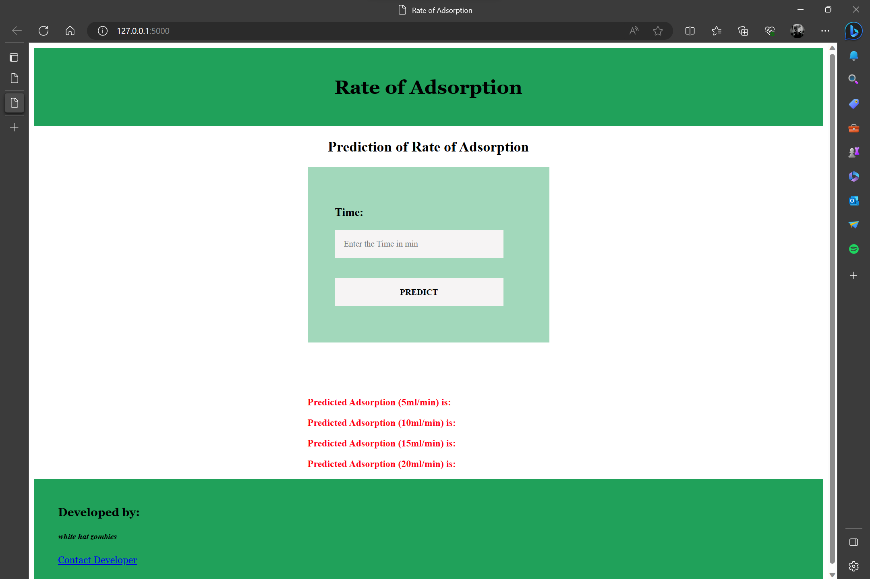 Rate of Adsorption
127.0.0.1:5000
Rate of Adsorption
Prediction of Rate of Adsorption
Time:
Enter the Time in min
PREDICT
Predicted Adsorption (5ml/min) is:
Predicted Adsorption (10ml/min) is:
Predicted Adsorption (15ml/min) is:
Predicted Adsorption (20ml/min) is:
Developed by:
white hat zombies
Contact Developer